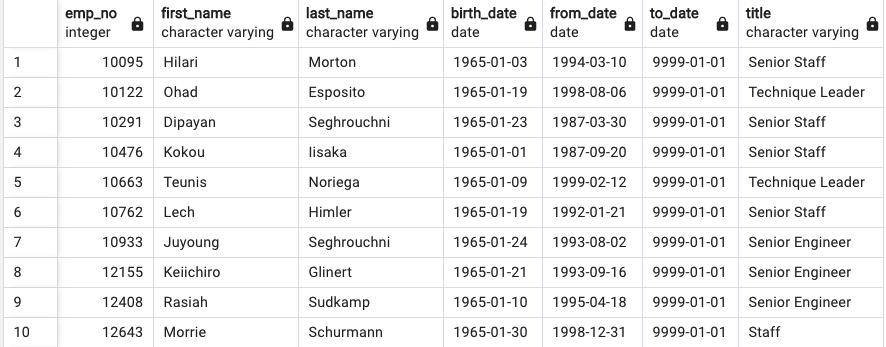 emp_no first_name last_name birth_date from_date to_date title
integer character varying character varying date date date character varying
1 10095 Hilari Morton 1965-01-03 1994-03-10 9999-01-01 Senior Staff
2 10122 Ohad Esposito 1965-01-19 1998-08-06 9999-01-01 Technique Leader
3 10291 Dipayan Seghrouchni 1965-01-23 1987-03-30 9999-01-01 Senior Staff
4 10476 Kokou Iisaka 1965-01-01 1987-09-20 9999-01-01 Senior Staff
5 10663 Teunis Noriega 1965-01-09 1999-02-12 9999-01-01 Technique Leader
6 10762 Lech Himler 1965-01-19 1992-01-21 9999-01-01 Senior Staff
7 10933 Juyoung Seghrouchni 1965-01-24 1993-08-02 9999-01-01 Senior Engineer
8 12155 Keiichiro Glinert 1965-01-21 1993-09-16 9999-01-01 Senior Engineer
9 12408 Rasiah Sudkamp 1965-01-10 1995-04-18 9999-01-01 Senior Engineer
10 12643 Morrie Schurmann 1965-01-30 1998-12-31 9999-01-01 Staff